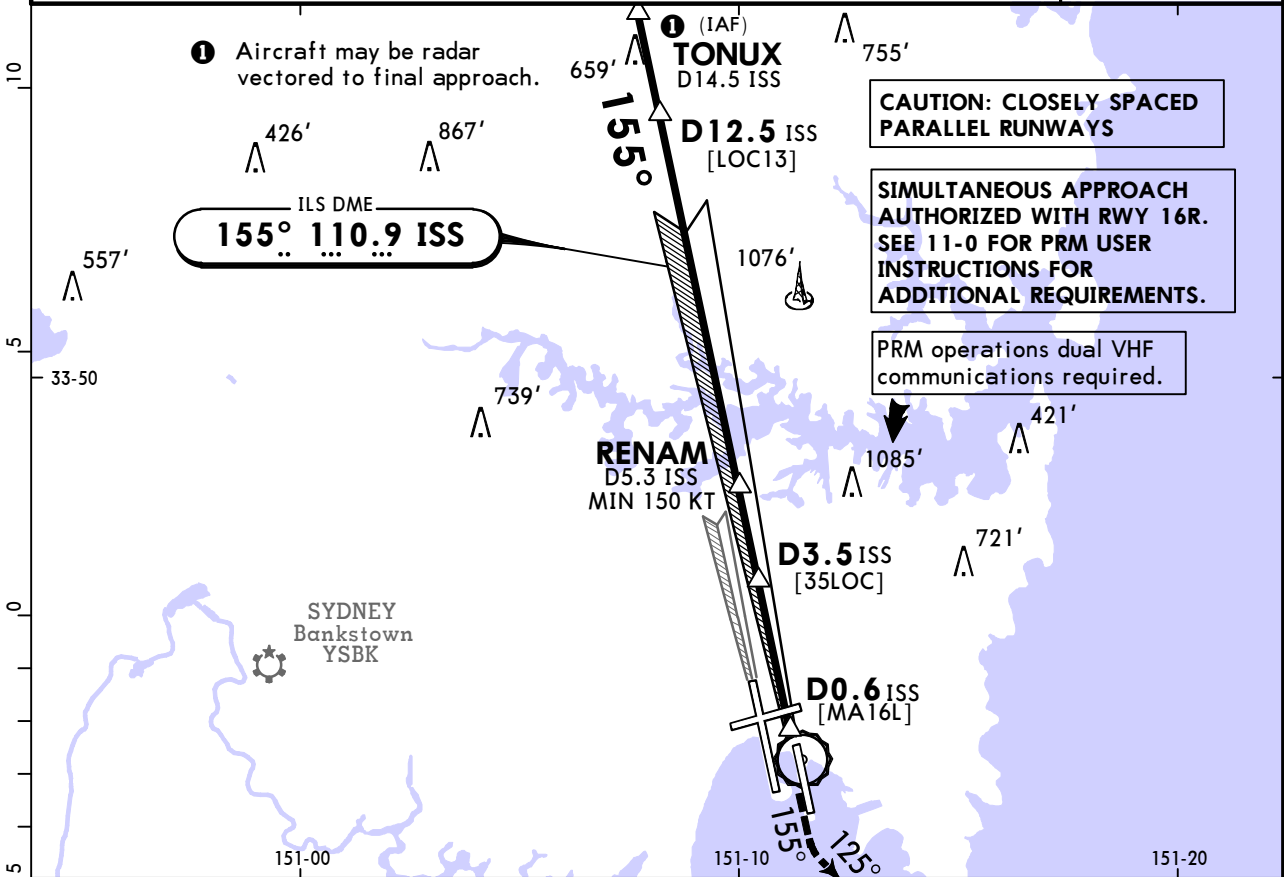 ❶ Aircraft may be radar
vectored to final approach.
❶ (IAF)
TONUX
D14.5 ISS
659'
755'
155°
D12.5 ISS
[LOC13]
CAUTION: CLOSELY SPACED
PARALLEL RUNWAYS
426'
867'
ILS DME
155° 110.9 ISS
SIMULTANEOUS APPROACH
AUTHORIZED WITH RWY 16R.
SEE 11-0 FOR PRM USER
INSTRUCTIONS FOR
ADDITIONAL REQUIREMENTS.
557'
1076'
PRM operations dual VHF
communications required.
33-50
739'
421'
RENAM
D5.3 ISS
MIN 150 KT
1085'
D3.5 ISS
[35LOC]
721'
SYDNEY
Bankstown
YSBK
D0.6 ISS
[MA16L]
155°
125°
10
5
0
5
151-00
151-10
151-20